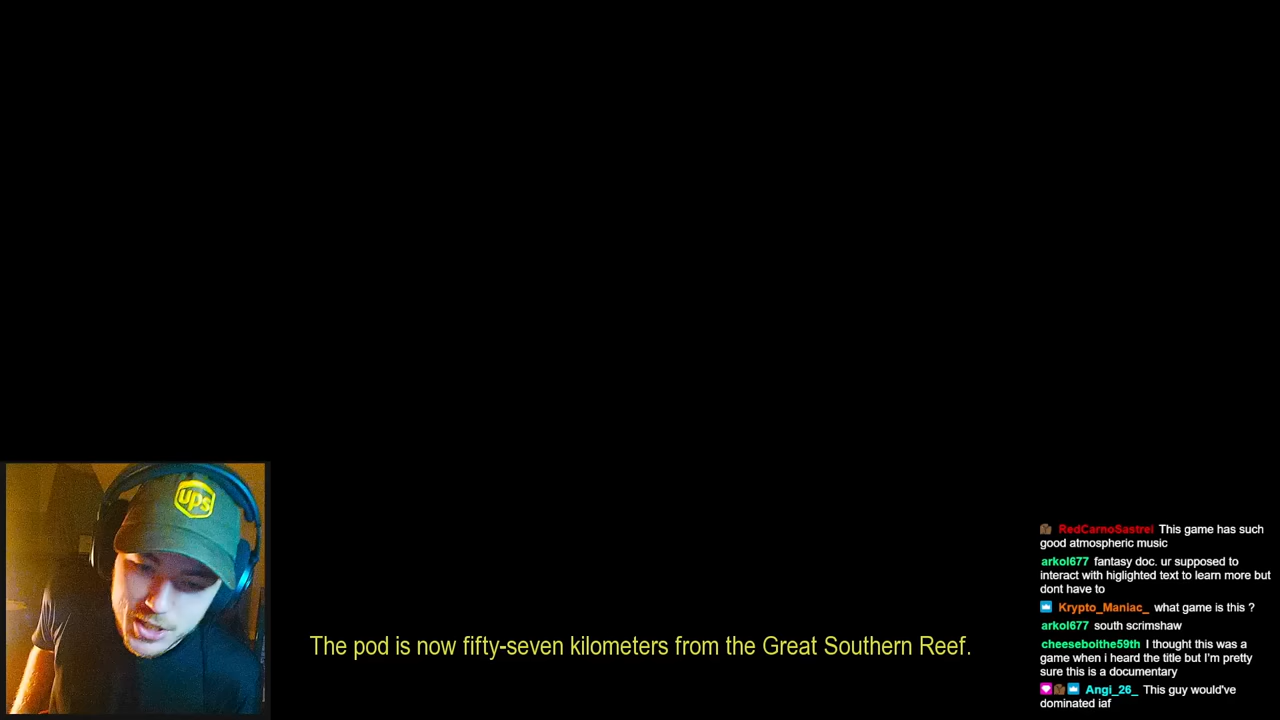 ups
The pod is now fifty-seven kilometers from the Great Southern Reef.
RedCarnoSastrei This game has such
good atmospheric music
arkol677 fantasy doc. ur supposed to
interact with higlighted text to learn more but
dont have to
Krypto_Maniac_ what game is this ?
arkol677 south scrimshaw
cheesebolthe59th I thought this was a
game when i heard the title but I'm pretty
sure this is a documentary
Angi_26_ This guy would've
dominated iaf